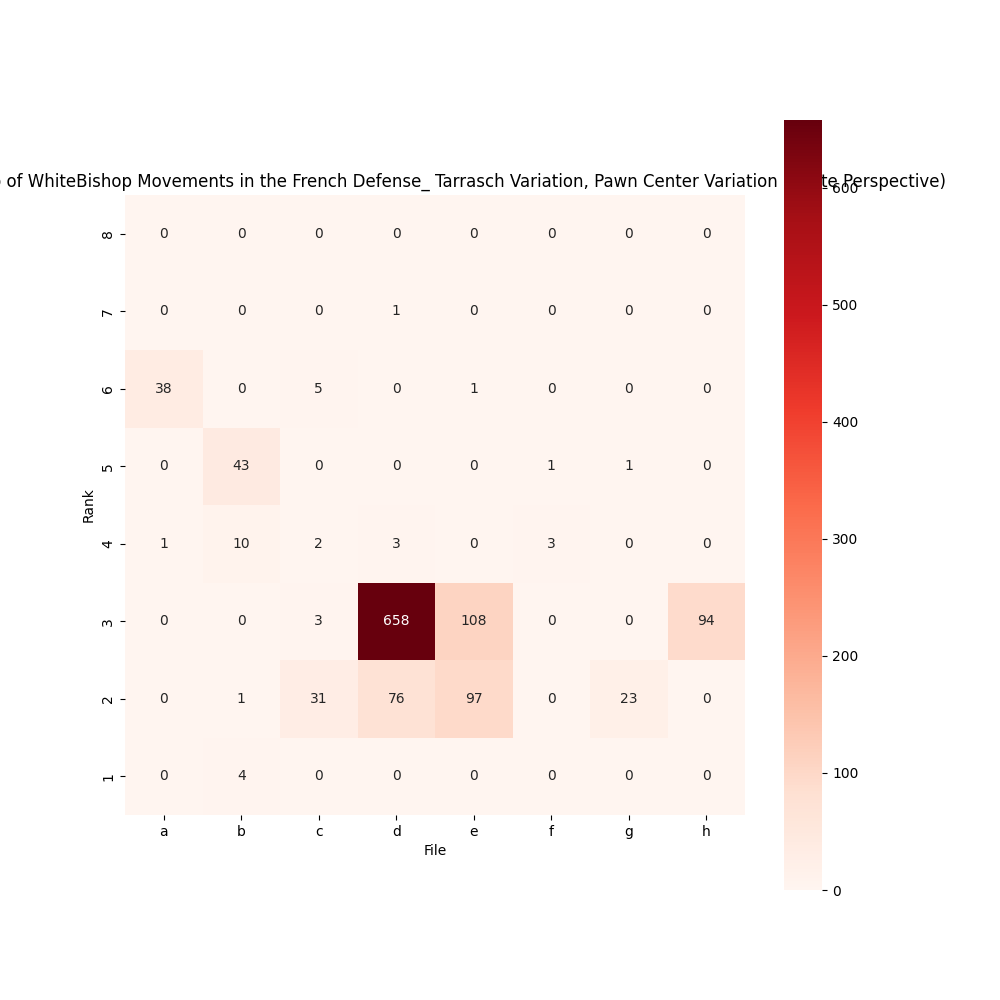 of WhiteBishop Movements in the French Defense_ Tarrasch Variation, Pawn Center Variation Perspective)
600
8 0 0 0 0 0 0 0 0
7 0 0 0 1 0 0 0 0
500
6 38 0 5 0 1 0 0 0
400
5 0 43 0 0 0 1 1 0
Rank
4 1 10 2 3 0 3 0 0
300
3 0 0 3 658 108 0 0 94
200
2 0 1 31 76 97 0 23 0
100
1 0 4 0 0 0 0 0 0
a b c d e f g h
File
0